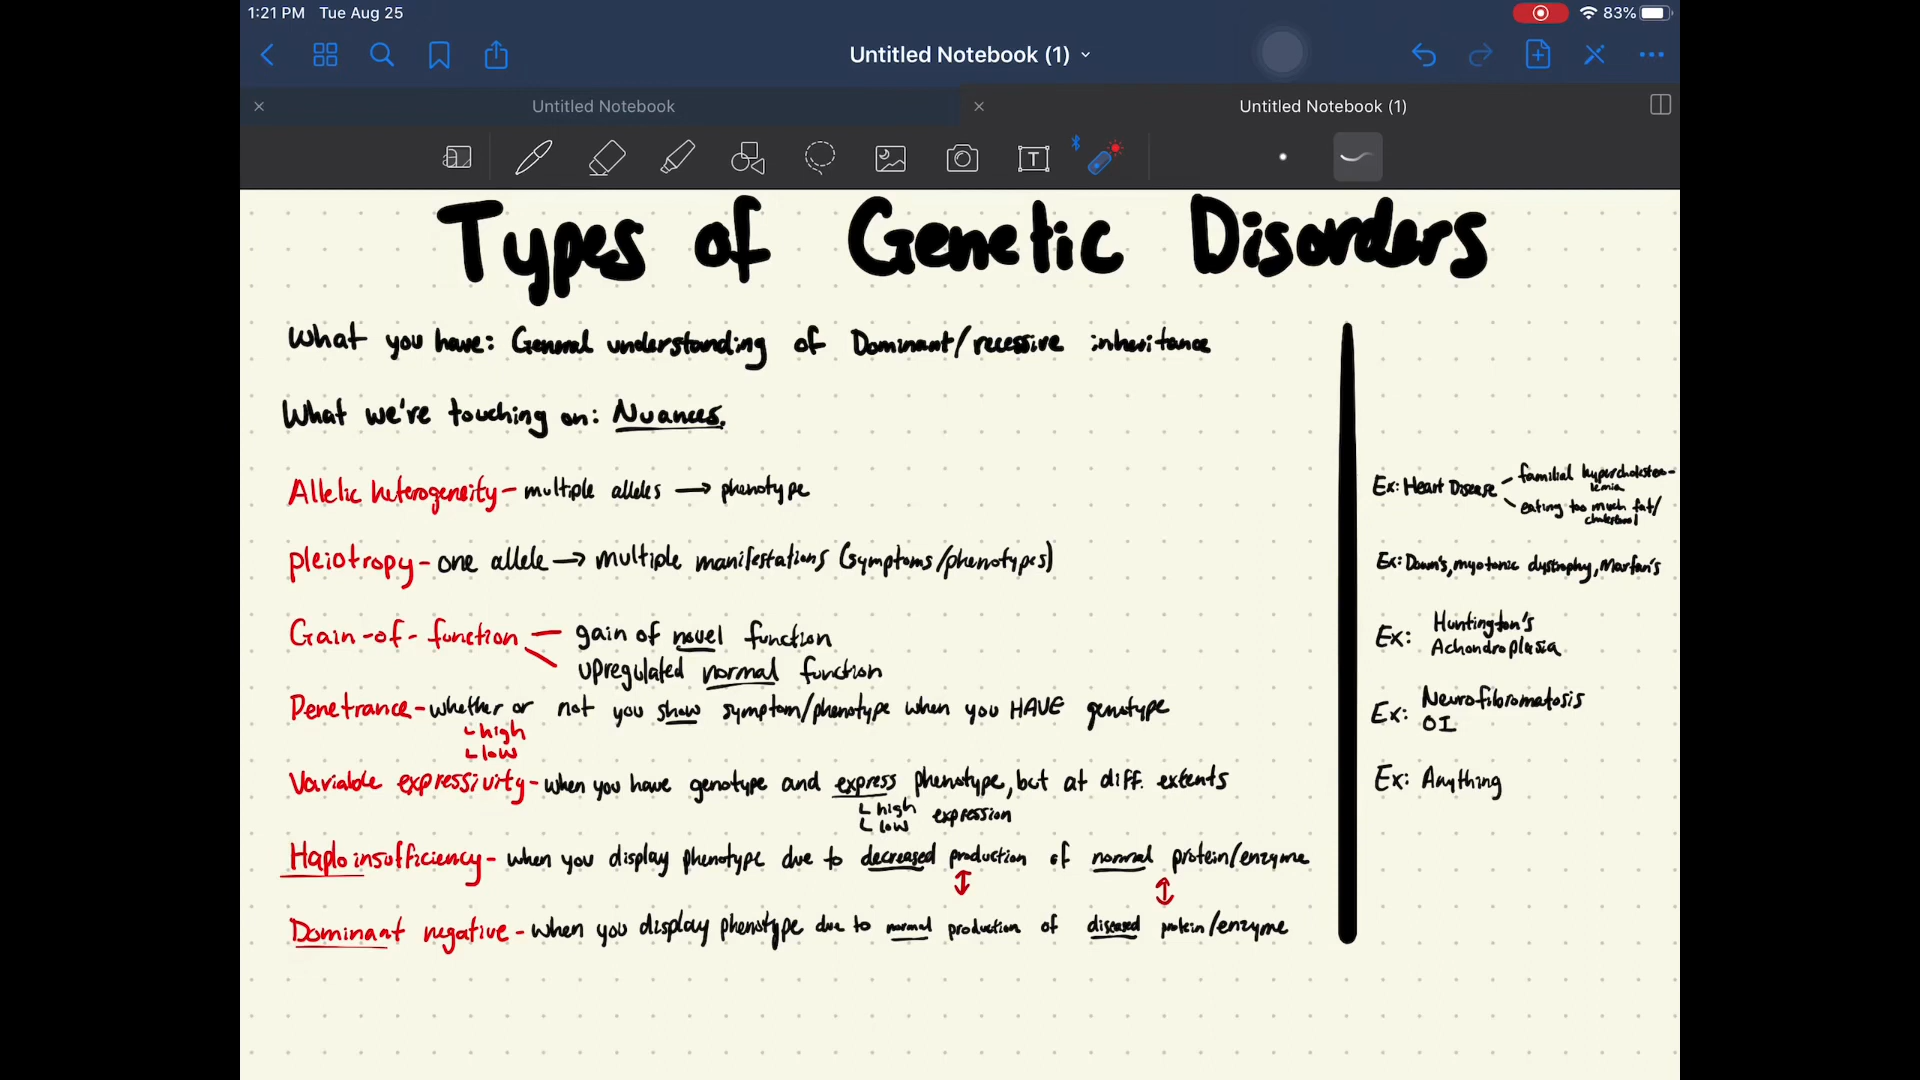 1:21 PM Tue Aug 25
83%
Untitled Notebook (1)
Untitled Notebook
Untitled Notebook (1)
T
Types of Genetic Disorders
What you have: General understanding of Dominant/recessive inheritance
What we're touching on: Nuances.
Allelic heterogeneity - multiple alleles → phenotype
Ex: Heart Disease
familial hypercholester-
lemia
eating too much fat/
cholesterol
pleiotropy - one allele → multiple manifestations (symptoms/phenotypes)
Ex: Down's, myotonic dystrophy, Marfan's
Gain-of-function
gain of novel function
upregulated normal function
Ex: Huntington's
Achondroplasia
Penetrance - whether or not you show symptom/phenotype when you HAVE genotype
high
low
Ex: Neurofibromatosis
OI
Variable expressivity - when you have genotype and express phenotype, but at diff. extents
high
low
expression
Ex: Anything
Haploinsufficiency - when you display phenotype due to decreased production of normal protein/enzyme
Dominant negative - when you display phenotype due to normal production of diseased protein/enzyme